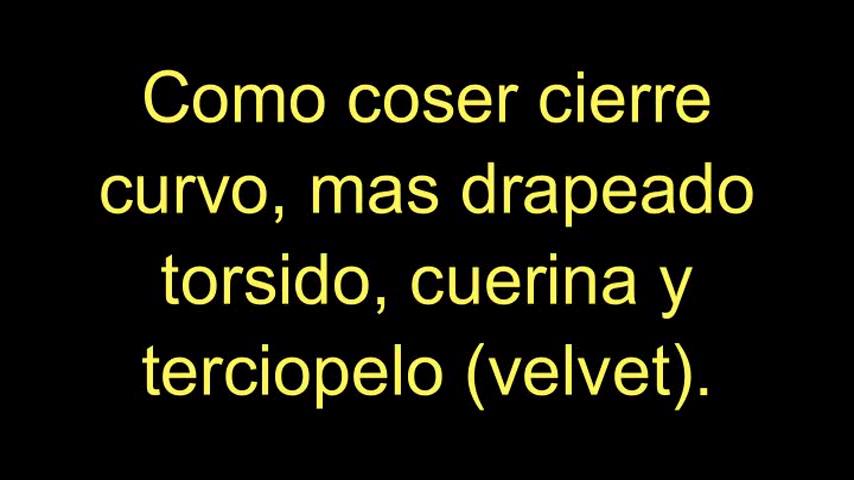 Como coser cierre
curvo, mas drapeado
torsido, cuerina y
terciopelo (velvet).